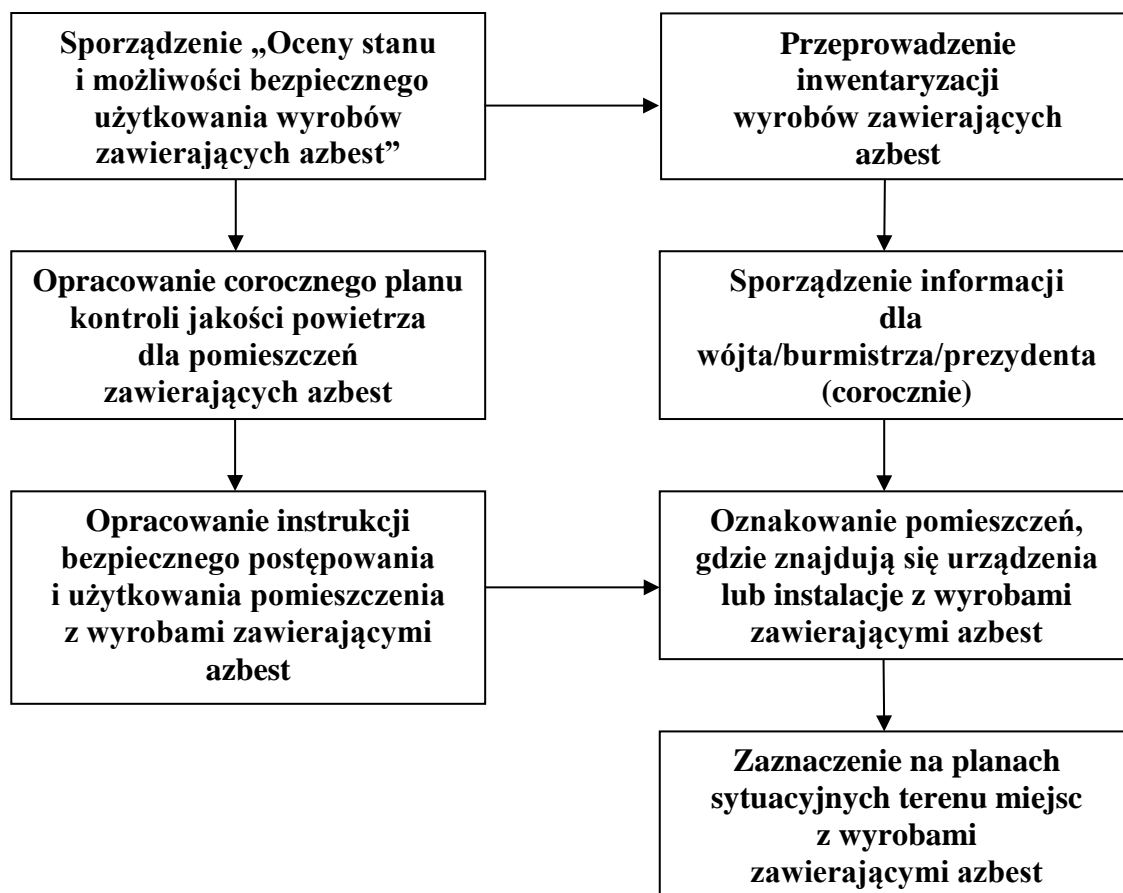 Sporządzenie „Oceny stanu
i możliwości bezpiecznego
użytkowania wyrobów
zawierających azbest”
Przeprowadzenie
inwentaryzacji
wyrobów zawierających
azbest
Opracowanie corocznego planu
kontroli jakości powietrza
dla pomieszczeń
zawierających azbest
Sporządzenie informacji
dla
wójta/burmistrza/prezydenta
(corocznie)
Opracowanie instrukcji
bezpiecznego postępowania
i użytkowania pomieszczenia
z wyrobami zawierającymi
azbest
Oznakowanie pomieszczeń,
gdzie znajdują się urządzenia
lub instalacje z wyrobami
zawierającymi azbest
Zaznaczenie na planach
sytuacyjnych terenu miejsc
z wyrobami
zawierającymi azbest